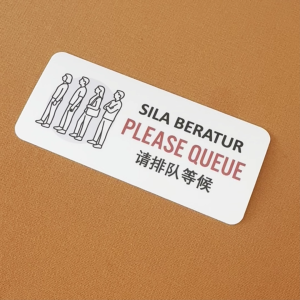 SILA BERATUR
PLEASE QUEUE
请排队等候